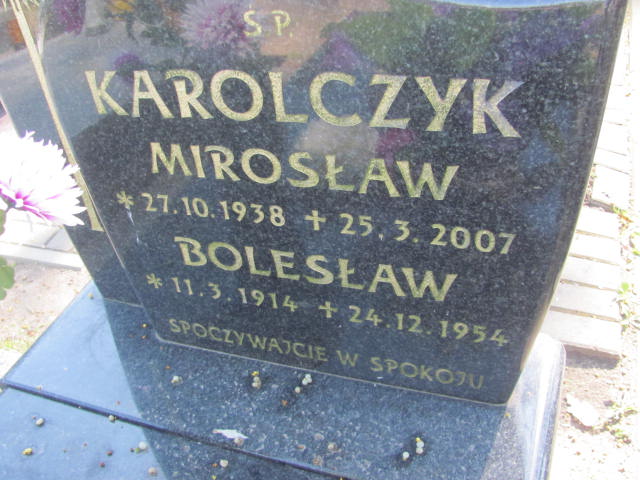 Ś.P.
KAROLCZYK
MIROSŁAW
* 27.10.1938 + 25.3.2007
BOLESŁAW
* 11.3.1914 + 24.12.1954
SPOCZYWAJCIE W SPOKOJU